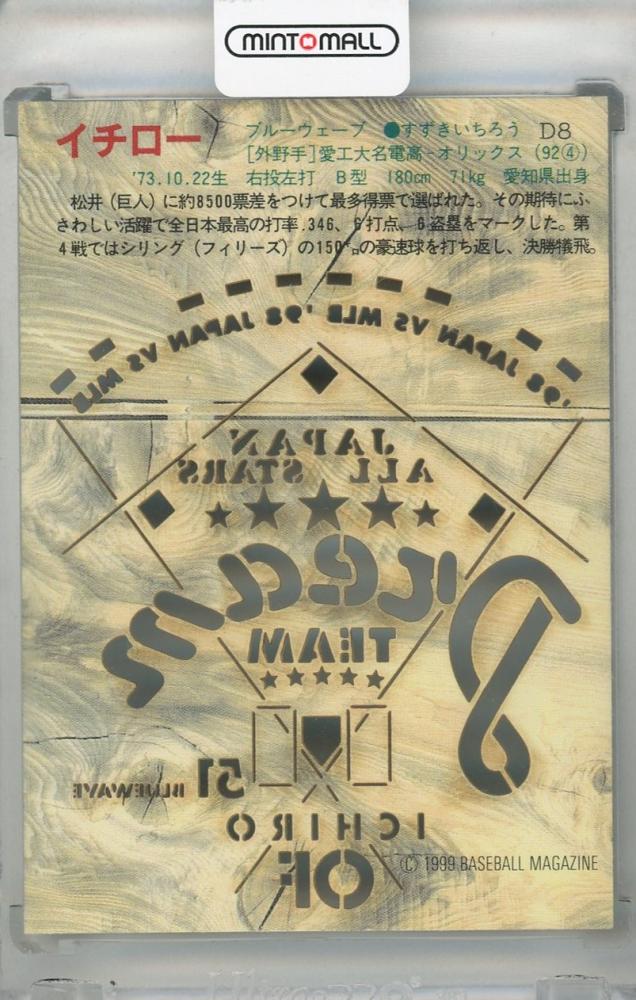 MINTOMALL
イチロー
ブルーウェーブ ●すずきいちろう D8
[外野手]愛工大名電高-オリックス（92④）
'73.10.22生 右投左打 B型 180cm 71kg 愛知県出身
松井（巨人）に約8500票差をつけて最多得票で選ばれた。その期待にふ
さわしい活躍で全日本最高の打率.346、6打点、6盗塁をマークした。第
4戦ではシリング（フィリーズ）の150㌔の豪速球を打ち返し、決勝犠飛。
'98 JAPAN VS MLB '98 JAPAN VS MLB
JAPAN
ALL STARS
Dream
TEAM
51 BLUEWAVE
ICHIRO
OF
© 1999 BASEBALL MAGAZINE